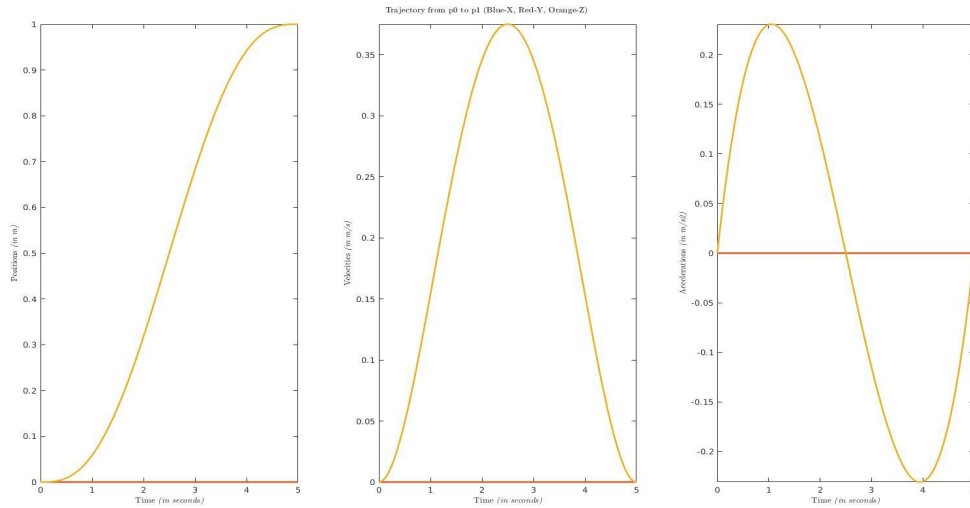 Trajectory from p0 to p1 (Blue-X, Red-Y, Orange-Z)
Positions (in m)
1
0.9
0.8
0.7
0.6
0.5
0.4
0.3
0.2
0.1
0
0 1 2 3 4 5
Time (in seconds)
Velocities (in m/s)
0.35
0.3
0.25
0.2
0.15
0.1
0.05
0
0 1 2 3 4 5
Time (in seconds)
Accelerations (in m/s2)
0.2
0.15
0.1
0.05
0
-0.05
-0.1
-0.15
-0.2
0 1 2 3 4
Time (in seconds)